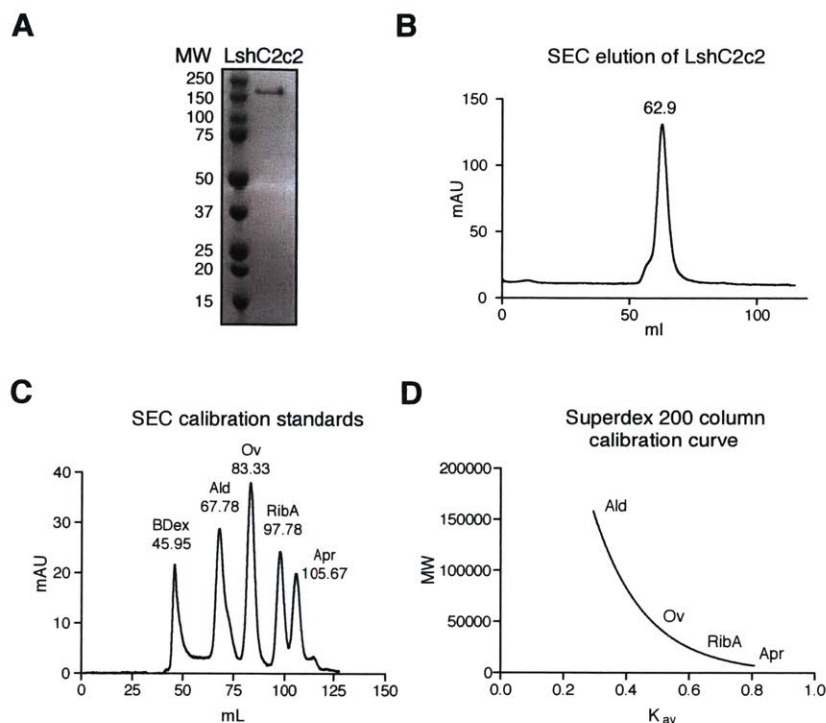 A
MW LshC2c2
250
150
100
75
50
37
25
20
15
B
SEC elution of LshC2c2
62.9
150
100
50
0
mAU
0 50 100
ml
C
SEC calibration standards
40
30
20
10
0
mAU
BDex
45.95
Ald
67.78
Ov
83.33
RibA
97.78
Apr
105.67
0 25 50 75 100 125 150
mL
D
Superdex 200 column
calibration curve
200000
150000
100000
50000
0
MW
Ald
Ov
RibA
Apr
0.0 0.2 0.4 0.6 0.8 1.0
Kav